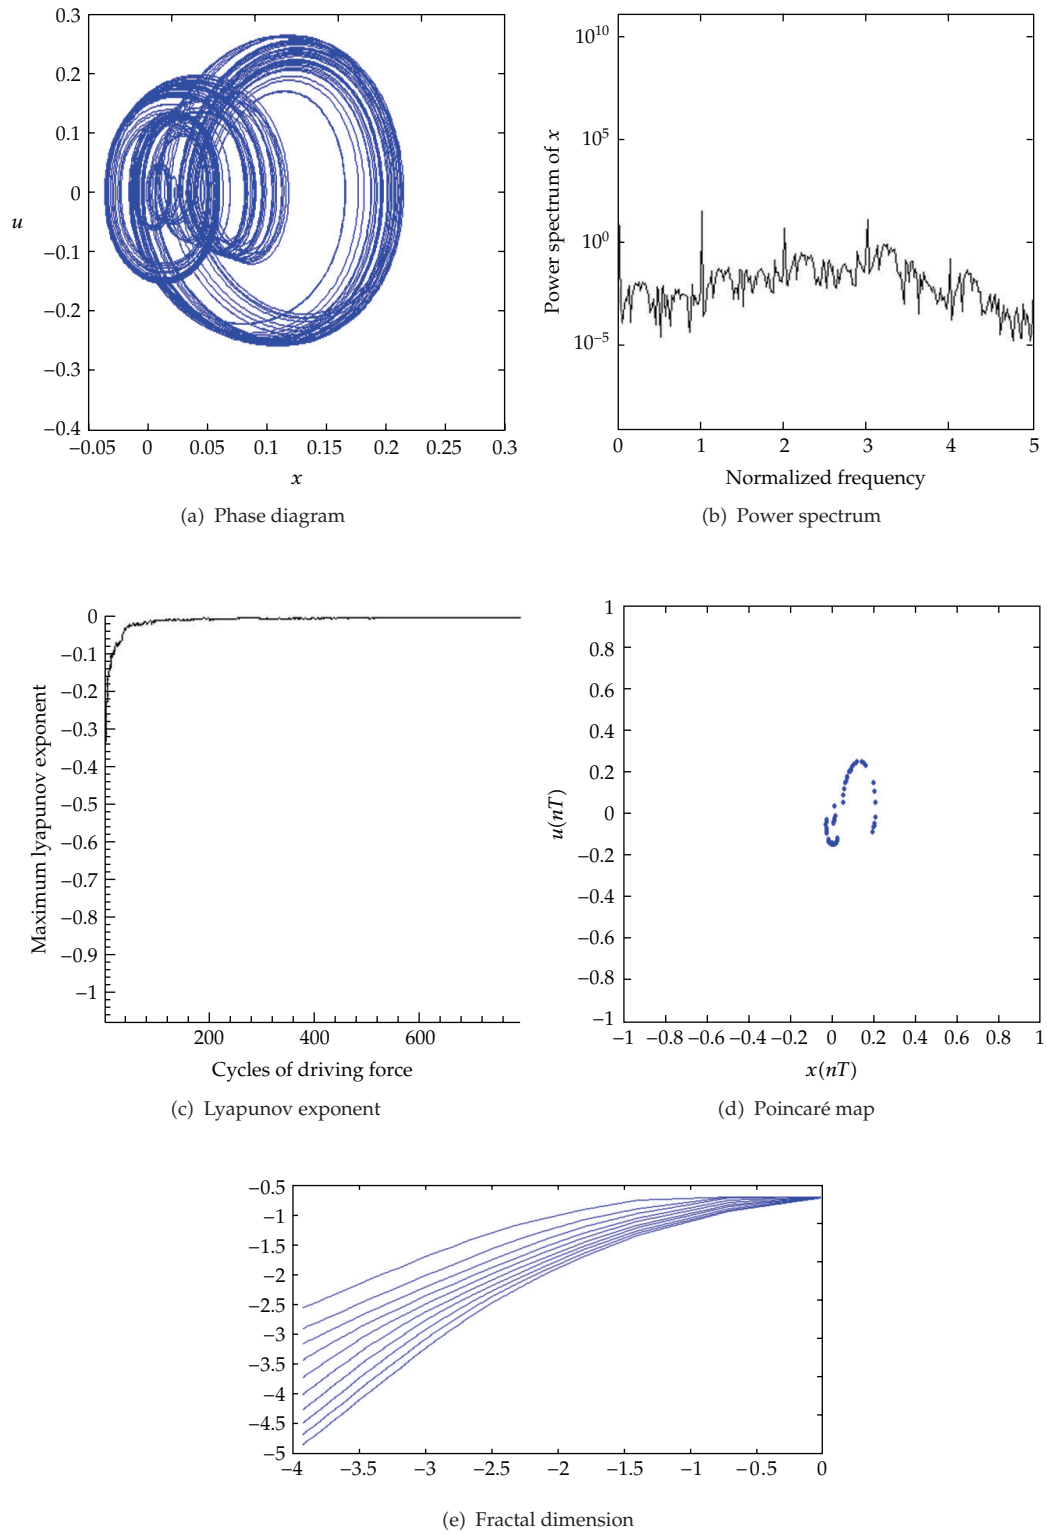 0.3
0.2
0.1
0
−0.1
−0.2
−0.3
−0.4
u
−0.05 0 0.05 0.1 0.15 0.2 0.25 0.3
x
(a) Phase diagram
10^10
10^5
10^0
10^−5
Power spectrum of x
0 1 2 3 4 5
Normalized frequency
(b) Power spectrum
0
−0.1
−0.2
−0.3
−0.4
−0.5
−0.6
−0.7
−0.8
−0.9
−1
Maximum lyapunov exponent
200 400 600
Cycles of driving force
(c) Lyapunov exponent
1
0.8
0.6
0.4
0.2
0
−0.2
−0.4
−0.6
−0.8
−1
u(nT)
−1 −0.8 −0.6 −0.4 −0.2 0 0.2 0.4 0.6 0.8 1
x(nT)
(d) Poincaré map
−0.5
−1
−1.5
−2
−2.5
−3
−3.5
−4
−4.5
−5
−4 −3.5 −3 −2.5 −2 −1.5 −1 −0.5 0
(e) Fractal dimension